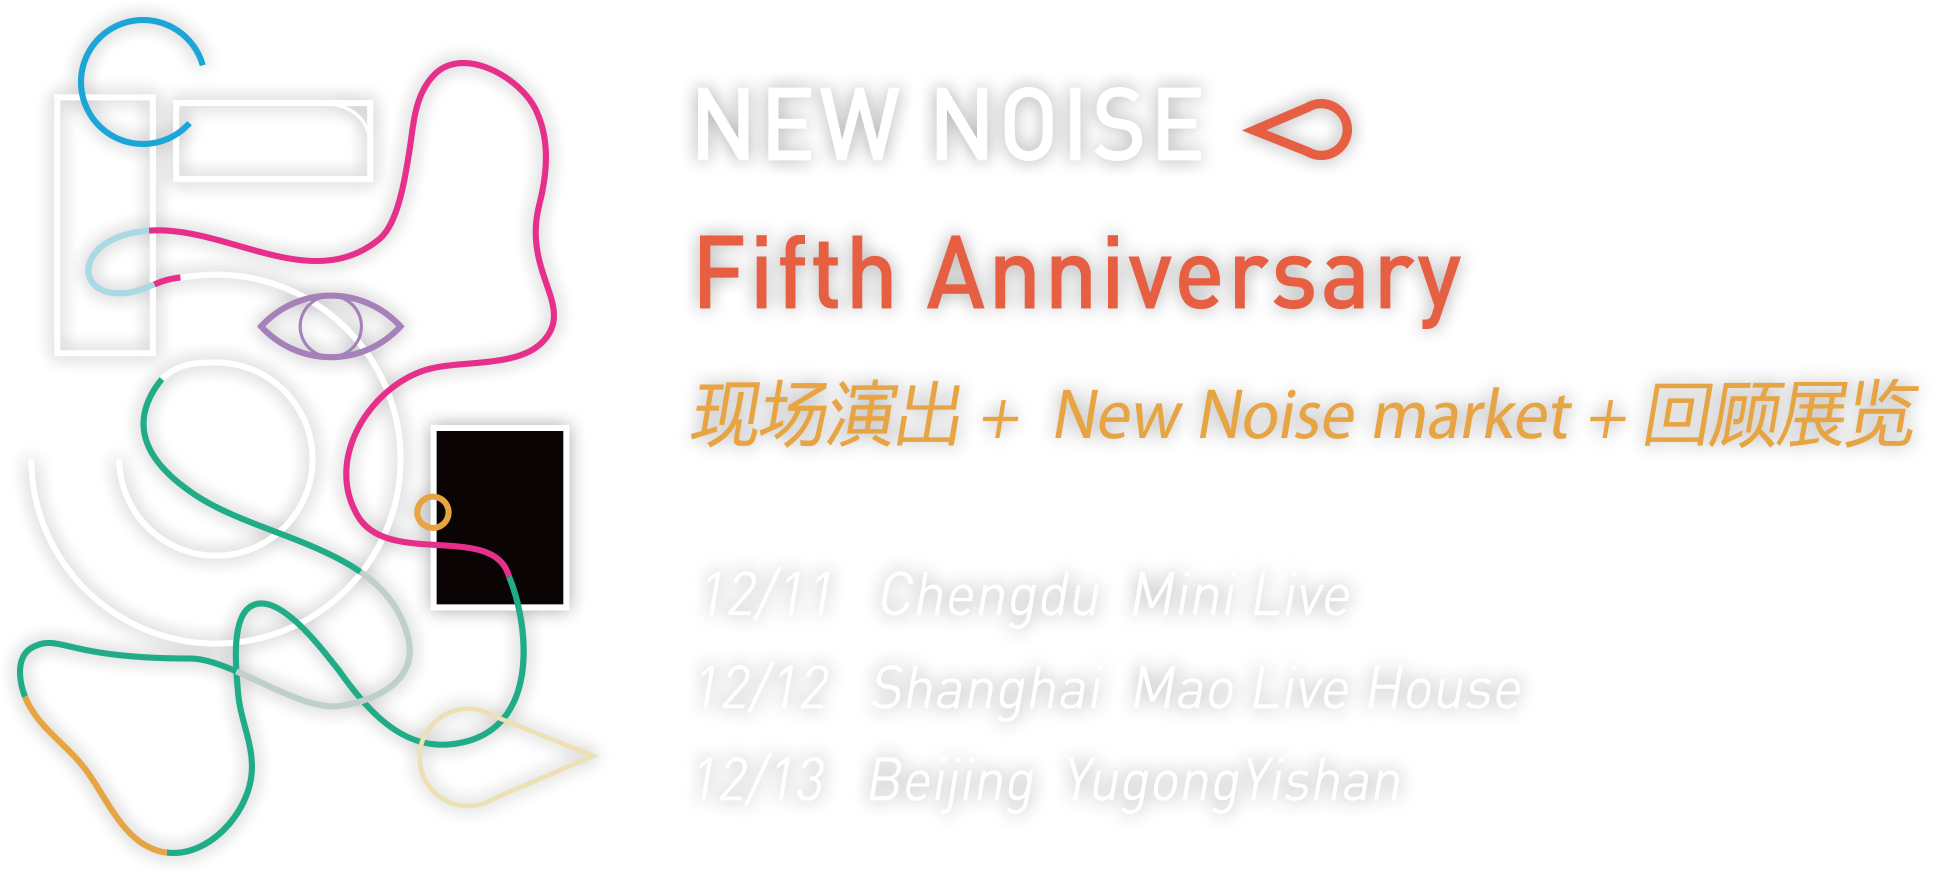 NEW NOISE
Fifth Anniversary
现场演出 + New Noise market + 回顾展览
12/11 Chengdu Mini Live
12/12 Shanghai Mao Live House
12/13 Beijing YugongYishan